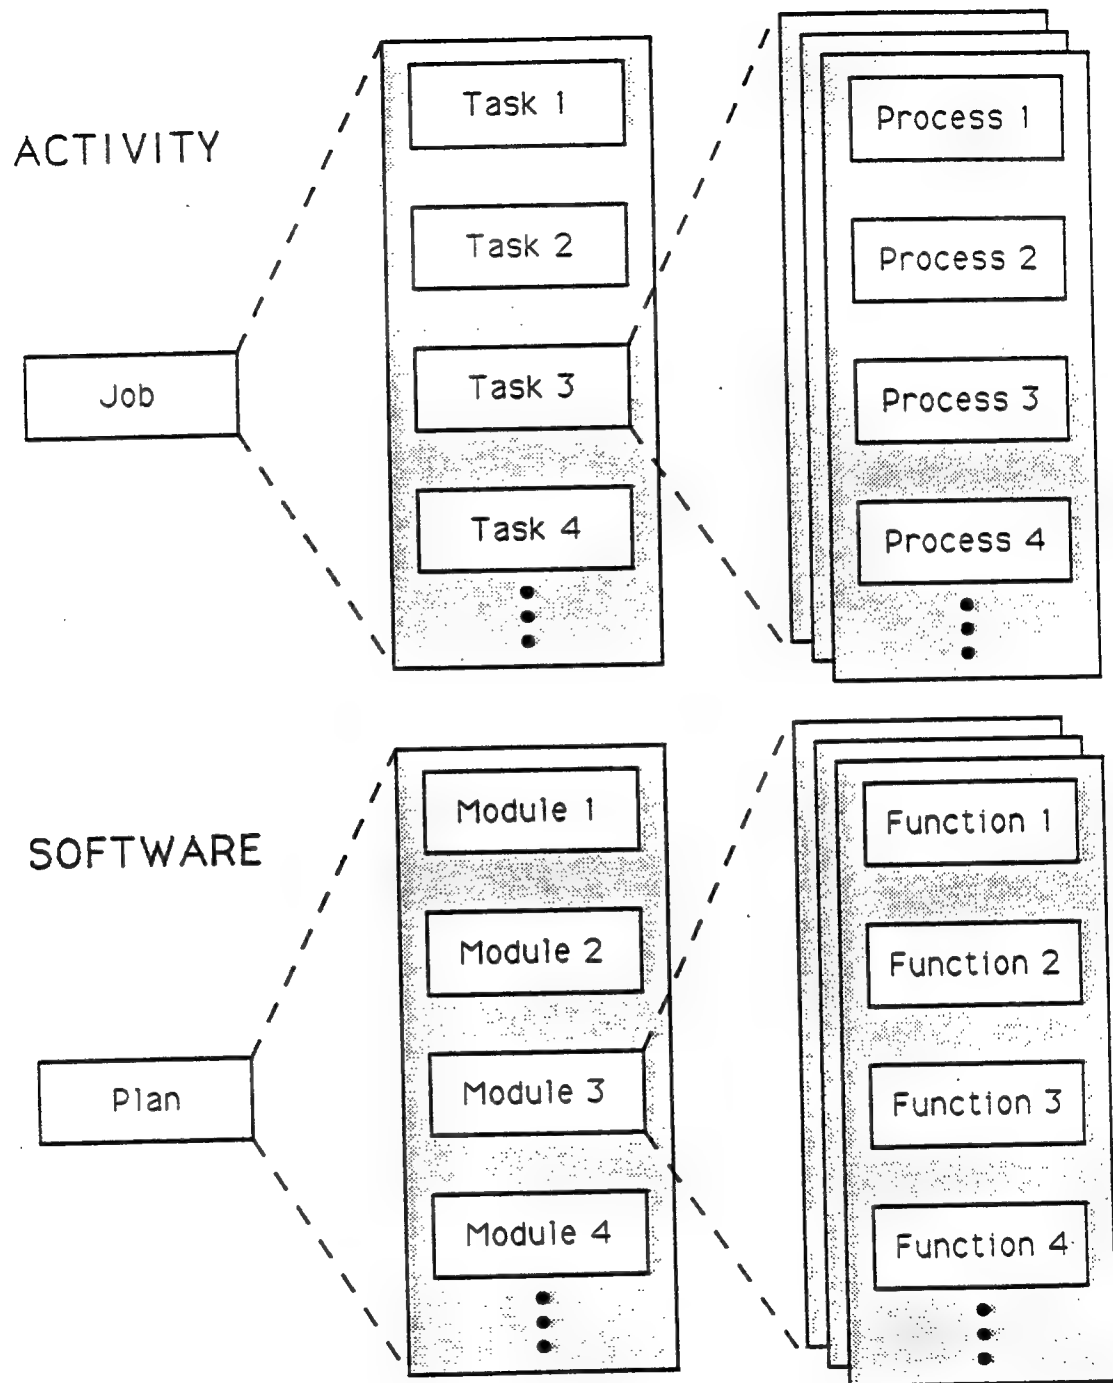 ACTIVITY
Job
Task 1
Task 2
Task 3
Task 4
Process 1
Process 2
Process 3
Process 4
SOFTWARE
Plan
Module 1
Module 2
Module 3
Module 4
Function 1
Function 2
Function 3
Function 4